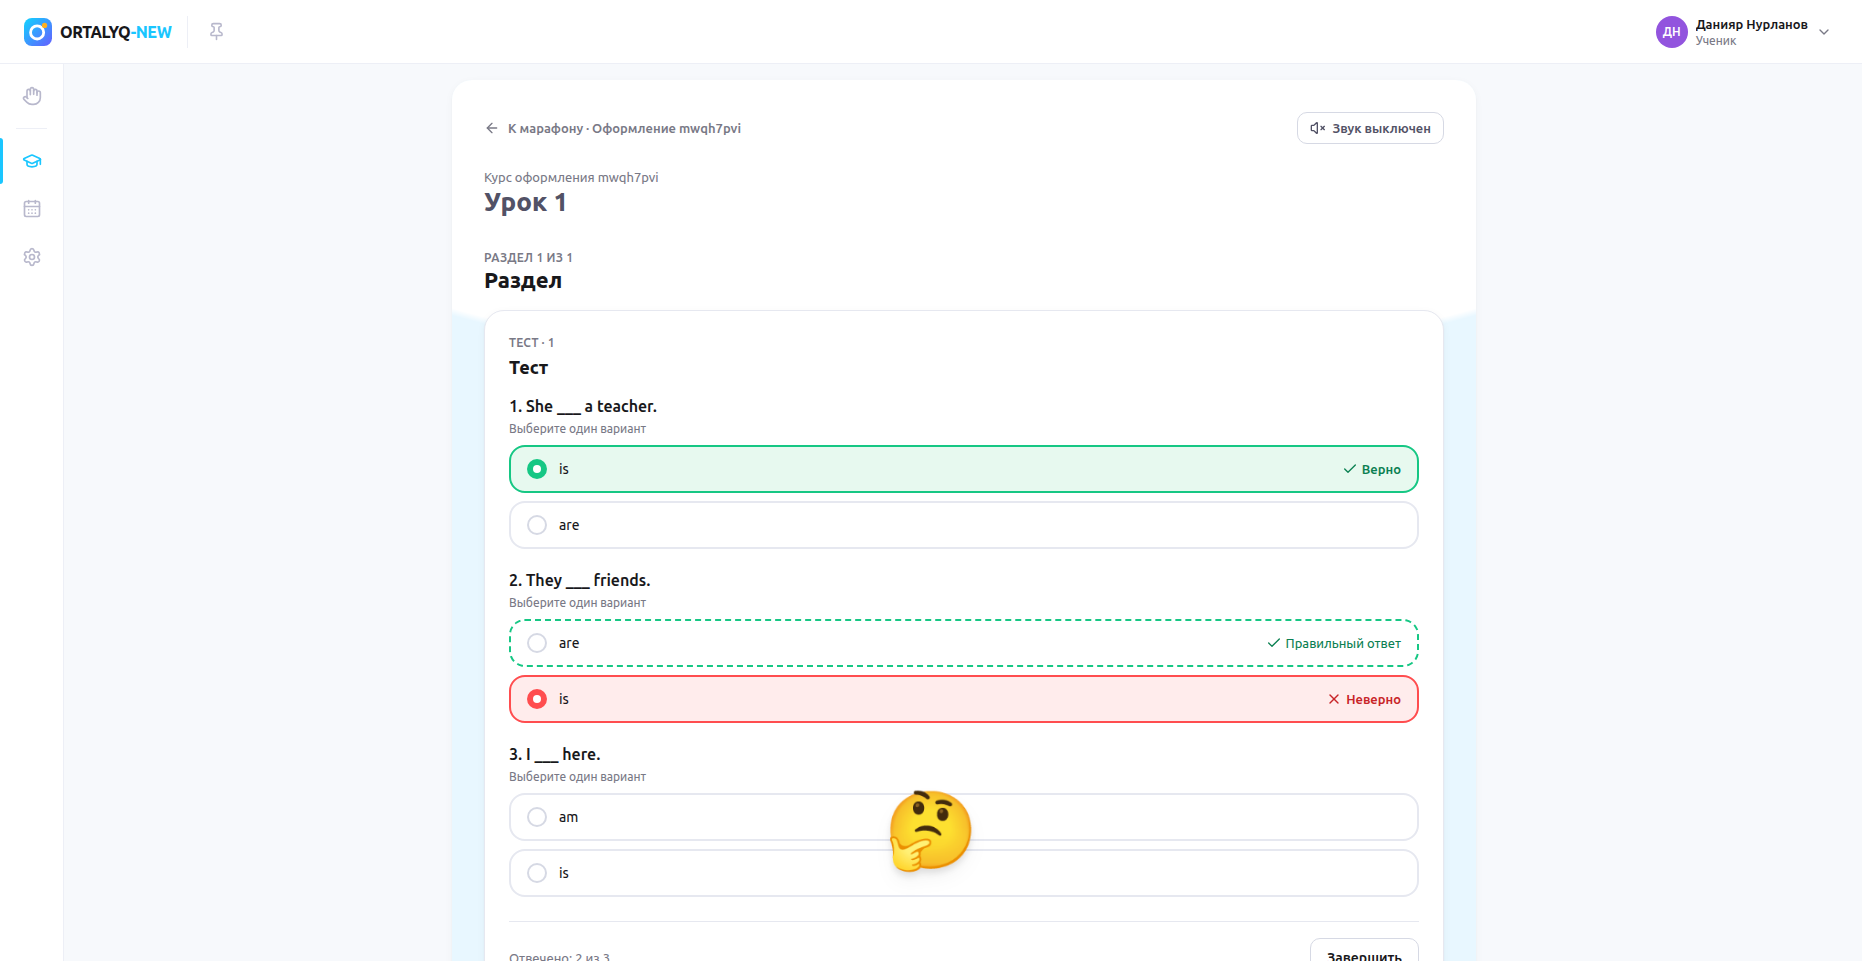 ORTALYQ-NEW
ДН
Данияр Нурланов
Ученик
К марафону · Оформление mwqh7pvi
Звук выключен
Курс оформления mwqh7pvi
Урок 1
РАЗДЕЛ 1 ИЗ 1
Раздел
ТЕСТ · 1
Тест
1. She ___ a teacher.
Выберите один вариант
is
Верно
are
2. They ___ friends.
Выберите один вариант
are
Правильный ответ
is
Неверно
3. I ___ here.
Выберите один вариант
am
is
Отвечено: 2 из 3
Завершить